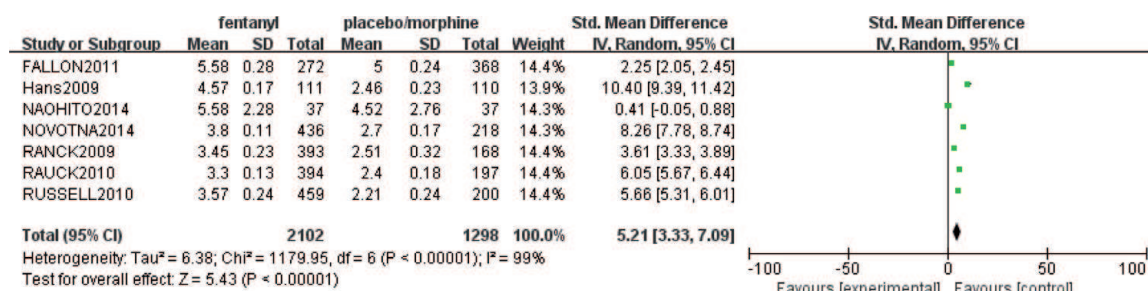 fentanyl placebo/morphine Std. Mean Difference Std. Mean Difference
Study or Subgroup Mean SD Total Mean SD Total Weight IV, Random, 95% CI IV, Random, 95% CI
FALLON2011 5.58 0.28 272 5 0.24 368 14.4% 2.25 [2.05, 2.45]
Hans2009 4.57 0.17 111 2.46 0.23 110 13.9% 10.40 [9.39, 11.42]
NAOHITO2014 5.58 2.28 37 4.52 2.76 37 14.3% 0.41 [-0.05, 0.88]
NOVOTNA2014 3.8 0.11 436 2.7 0.17 218 14.3% 8.26 [7.78, 8.74]
RANCK2009 3.45 0.23 393 2.51 0.32 168 14.4% 3.61 [3.33, 3.89]
RAUCK2010 3.3 0.13 394 2.4 0.18 197 14.4% 6.05 [5.67, 6.44]
RUSSELL2010 3.57 0.24 459 2.21 0.24 200 14.4% 5.66 [5.31, 6.01]
Total (95% CI) 2102 1298 100.0% 5.21 [3.33, 7.09]
Heterogeneity: Tau² = 6.38; Chi² = 1179.95, df = 6 (P < 0.00001); I² = 99%
Test for overall effect: Z = 5.43 (P < 0.00001)
-100 -50 0 50 100
Favours [experimental] Favours [control]